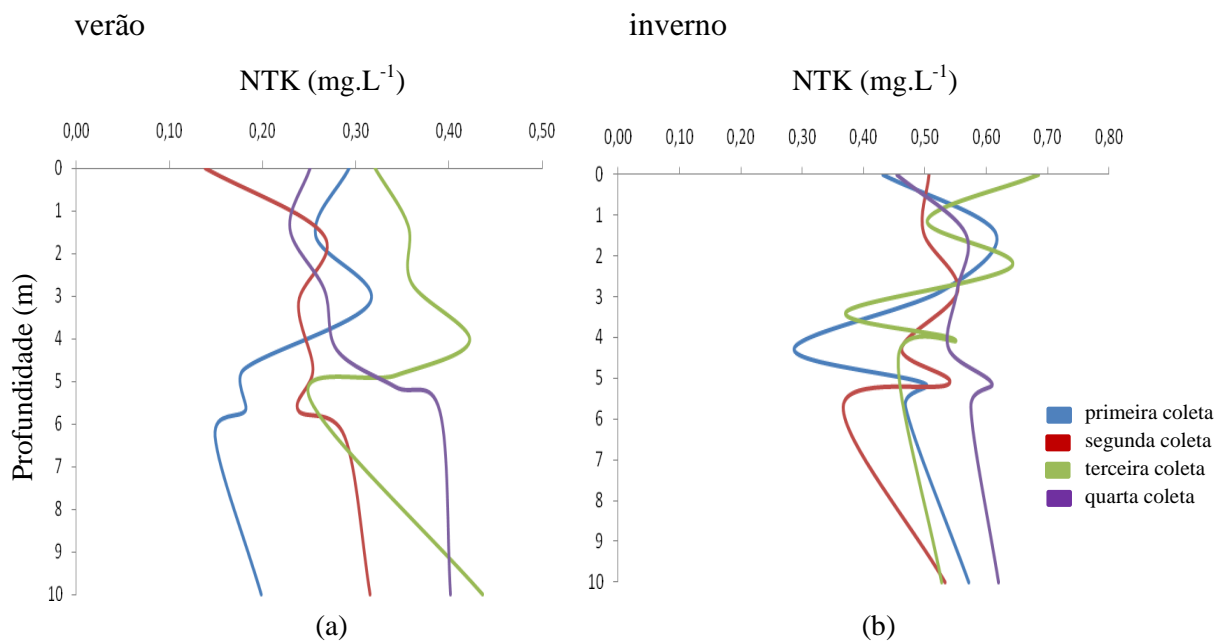 verão
NTK (mg.L-1)
0,00 0,10 0,20 0,30 0,40 0,50
Profundidade (m)
0
1
2
3
4
5
6
7
8
9
10
(a)
inverno
NTK (mg.L-1)
0,00 0,10 0,20 0,30 0,40 0,50 0,60 0,70 0,80
0
1
2
3
4
5
6
7
8
9
10
primeira coleta
segunda coleta
terceira coleta
quarta coleta
(b)